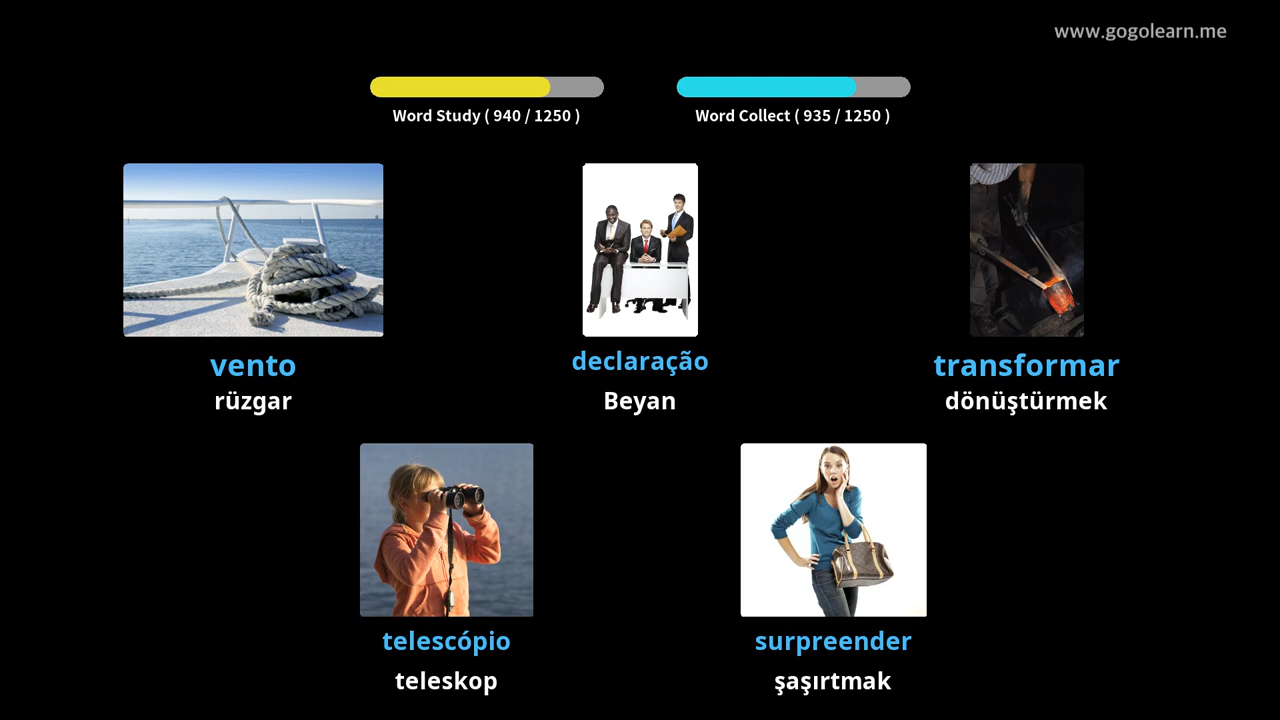 www.gogolearn.me
Word Study ( 940 / 1250 )
Word Collect ( 935 / 1250 )
vento
rüzgar
declaração
Beyan
transformar
dönüştürmek
telescópio
teleskop
surpreender
şaşırtmak